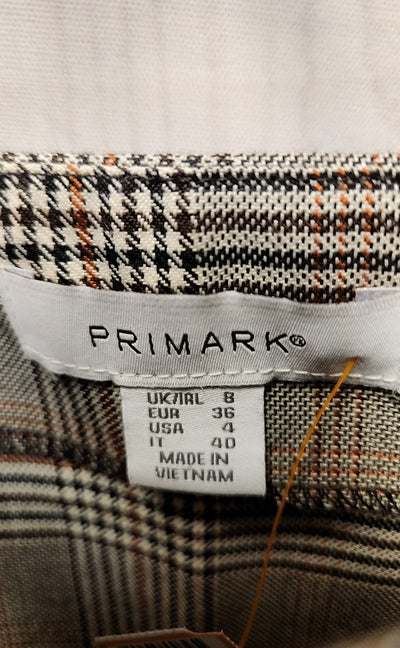 PRIMARK®
UK/IRL 8
EUR 36
USA 4
IT 40
MADE IN
VIETNAM